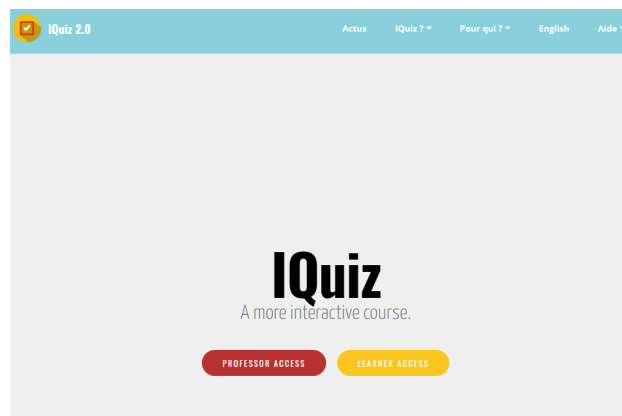 IQuiz 2.0 Actus IQuiz ? Pour qui ? English Aide
IQuiz
A more interactive course.
PROFESSOR ACCESS LEARNER ACCESS